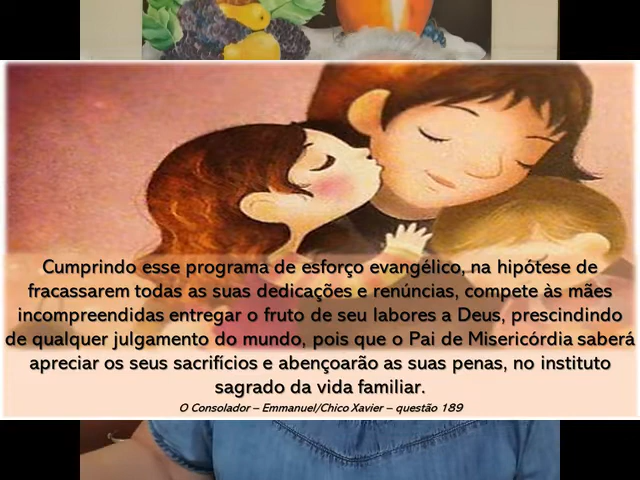 Cumprindo esse programa de esforço evangélico, na hipótese de
fracassarem todas as suas dedicações e renúncias, compete às mães
incompreendidas entregar o fruto de seu labores a Deus, prescindindo
de qualquer julgamento do mundo, pois que o Pai de Misericórdia saberá
apreciar os seus sacrifícios e abençoarão as suas penas, no instituto
sagrado da vida familiar.
O Consolador – Emmanuel/Chico Xavier – questão 189